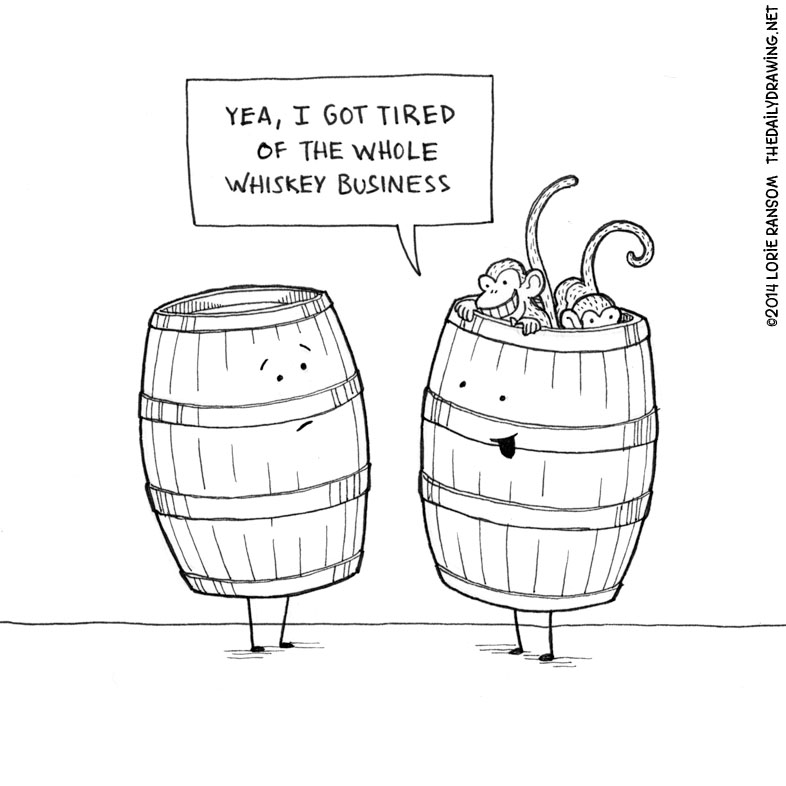 YEA, I GOT TIRED
OF THE WHOLE
WHISKEY BUSINESS
©2014 LORIE RANSOM THEDAILYDRAWING.NET